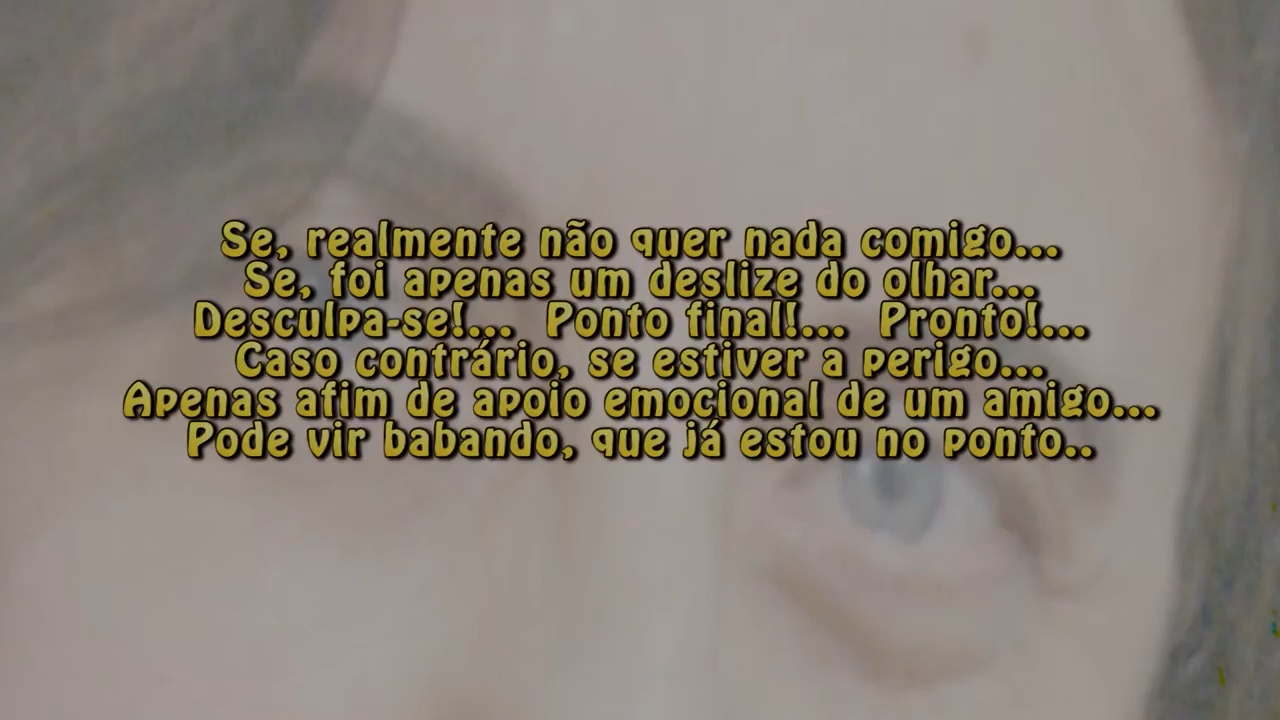 Se, realmente não quer nada comigo...
Se, foi apenas um deslize do olhar...
Desculpa-se!... Ponto final!... Pronto!...
Caso contrário, se estiver a perigo...
Apenas afim de apoio emocional de um amigo...
Pode vir babando, que já estou no ponto..